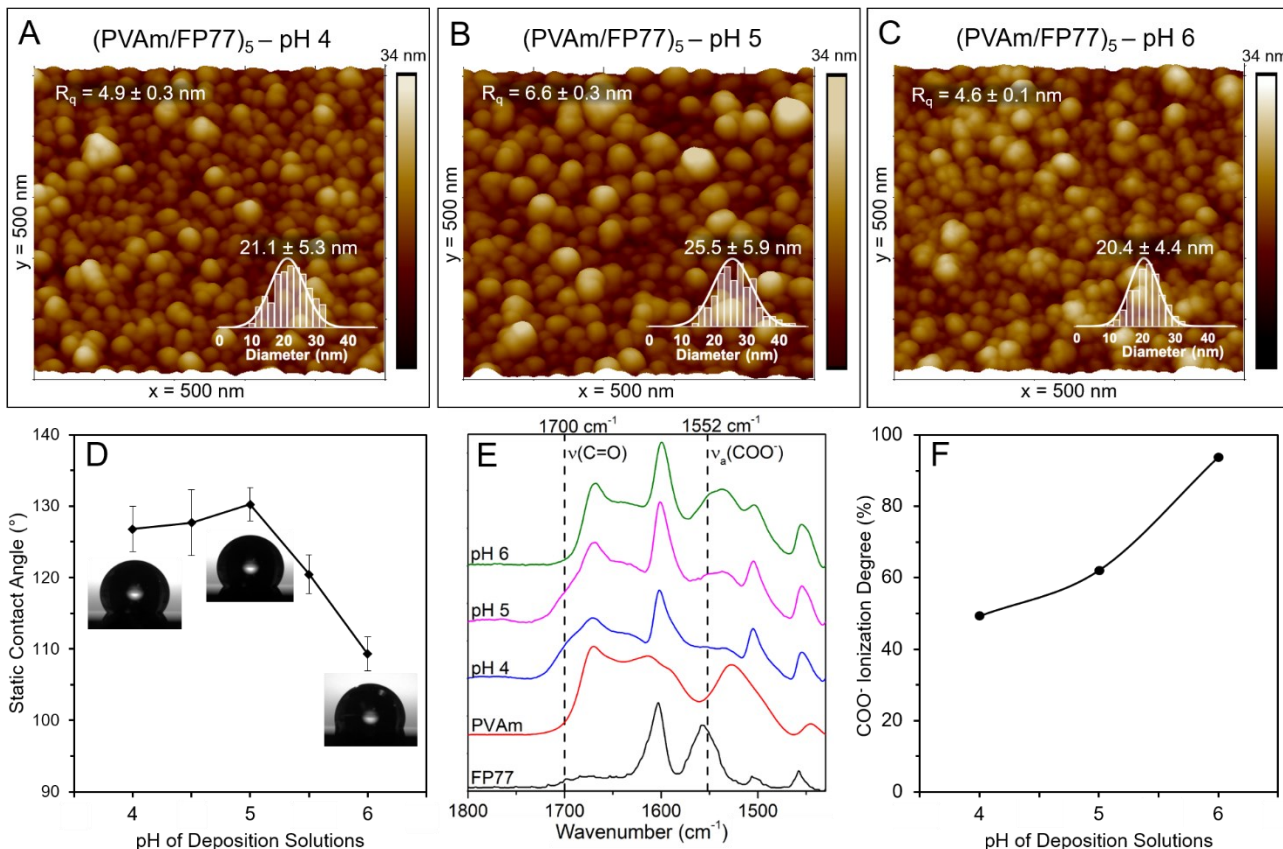 A
(PVAm/FP77)₅ – pH 4
34 nm
R_q = 4.9 ± 0.3 nm
y = 500 nm
21.1 ± 5.3 nm
0 10 20 30 40
Diameter (nm)
x = 500 nm
B
(PVAm/FP77)₅ – pH 5
34 nm
R_q = 6.6 ± 0.3 nm
y = 500 nm
25.5 ± 5.9 nm
0 10 20 30 40
Diameter (nm)
x = 500 nm
C
(PVAm/FP77)₅ – pH 6
34 nm
R_q = 4.6 ± 0.1 nm
y = 500 nm
20.4 ± 4.4 nm
0 10 20 30 40
Diameter (nm)
x = 500 nm
D
140
130
120
110
100
90
Static Contact Angle (°)
4 5 6
pH of Deposition Solutions
1700 cm⁻¹ 1552 cm⁻¹
E
ν(C=O) νₐ(COO⁻)
pH 6
pH 5
pH 4
PVAm
FP77
1800 1700 1600 1500
Wavenumber (cm⁻¹)
F
100
80
60
40
20
0
COO⁻ Ionization Degree (%)
4 5 6
pH of Deposition Solutions